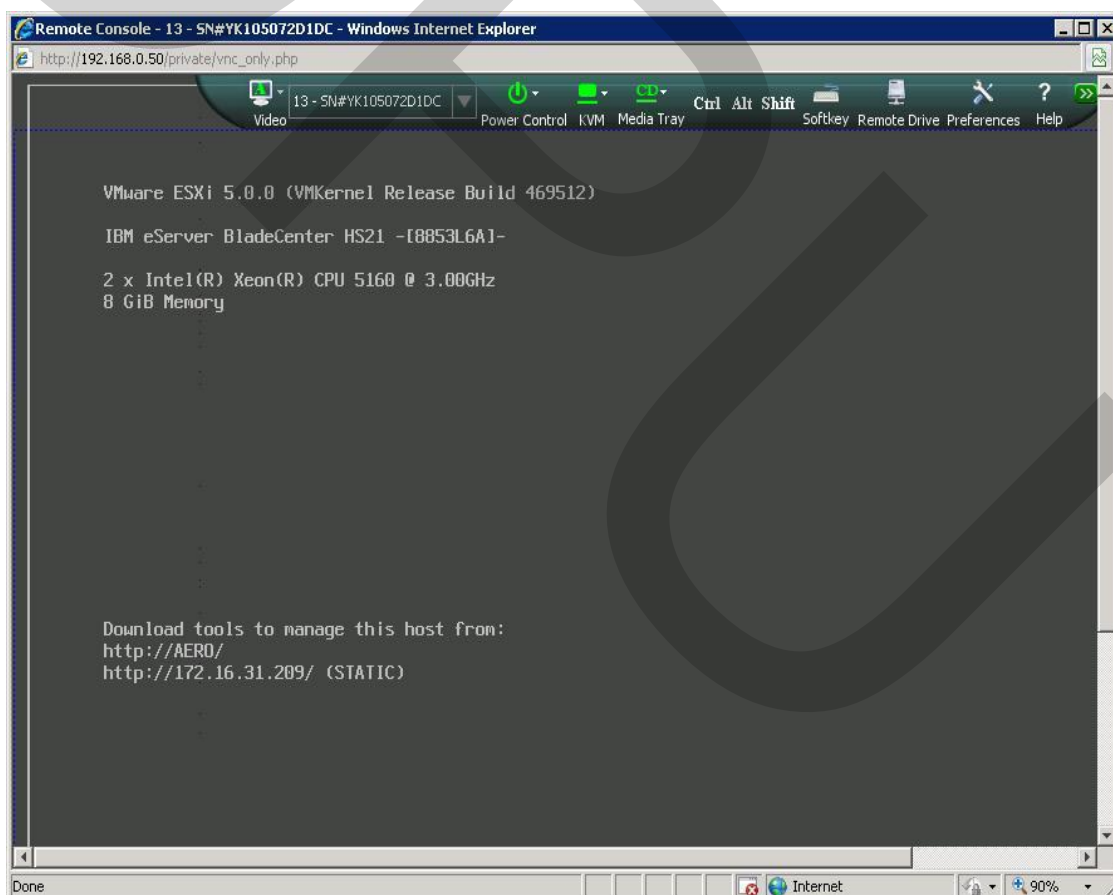 Remote Console - 13 - SN#YK105072D1DC - Windows Internet Explorer
http://192.168.0.50/private/vnc_only.php
13 - SN#YK105072D1DC
CD
Ctrl Alt Shift
Video Power Control KVM Media Tray Softkey Remote Drive Preferences Help
VMware ESXi 5.0.0 (VMKernel Release Build 469512)
IBM eServer BladeCenter HS21 -[8853L6A]-
2 x Intel(R) Xeon(R) CPU 5160 @ 3.00GHz
8 GiB Memory
Download tools to manage this host from:
http://AERO/
http://172.16.31.209/ (STATIC)
Done Internet 90%